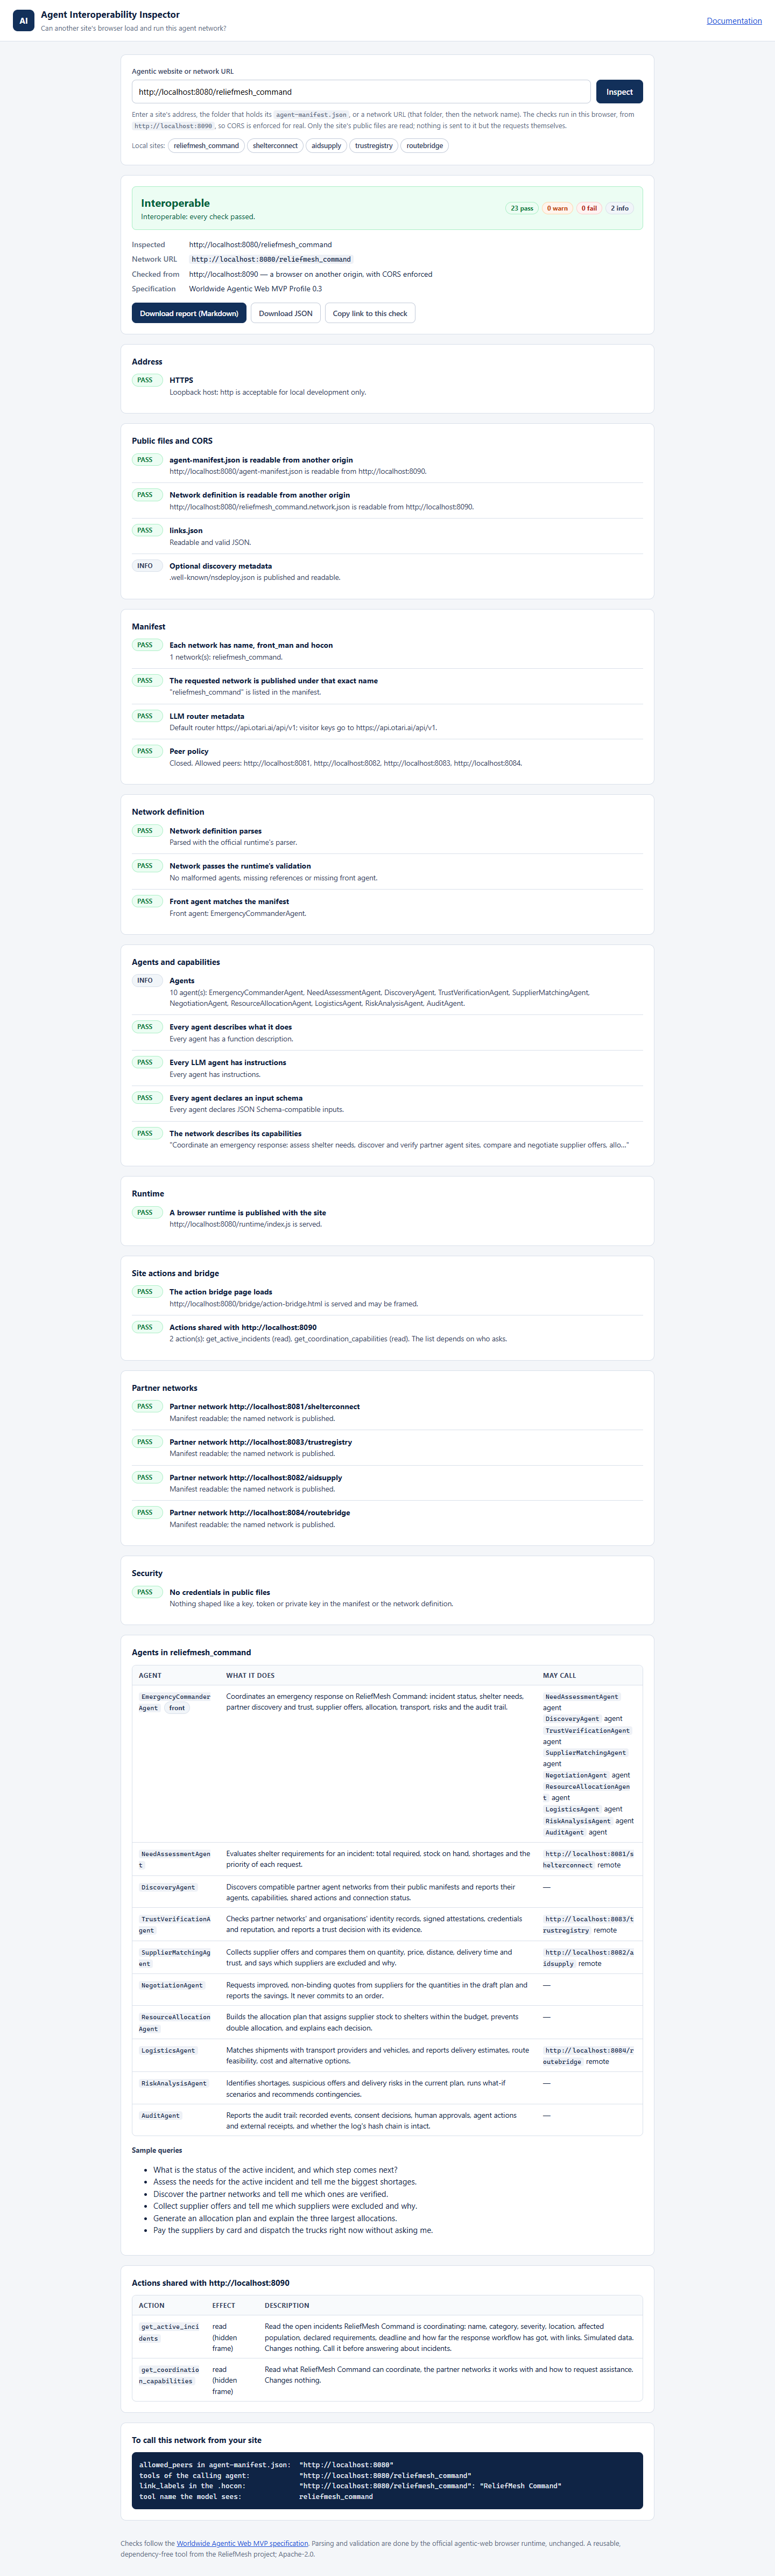 AI
Agent Interoperability Inspector
Can another site's browser load and run this agent network?
Documentation
Agentic website or network URL
http://localhost:8080/reliefmesh_command
Inspect
Enter a site's address, the folder that holds its agent-manifest.json, or a network URL (that folder, then the network name). The checks run in this browser, from
http://localhost:8090, so CORS is enforced for real. Only the site's public files are read; nothing is sent to it but the requests themselves.
Local sites: reliefmesh_command shelterconnect aidsupply trustregistry routebridge
Interoperable
Interoperable: every check passed.
23 pass 0 warn 0 fail 2 info
Inspected http://localhost:8080/reliefmesh_command
Network URL http://localhost:8080/reliefmesh_command
Checked from http://localhost:8090 — a browser on another origin, with CORS enforced
Specification Worldwide Agentic Web MVP Profile 0.3
Download report (Markdown) Download JSON Copy link to this check
Address
PASS HTTPS
Loopback host: http is acceptable for local development only.
Public files and CORS
PASS agent-manifest.json is readable from another origin
http://localhost:8080/agent-manifest.json is readable from http://localhost:8090.
PASS Network definition is readable from another origin
http://localhost:8080/reliefmesh_command.network.json is readable from http://localhost:8090.
PASS links.json
Readable and valid JSON.
INFO Optional discovery metadata
.well-known/nsdeploy.json is published and readable.
Manifest
PASS Each network has name, front_man and hocon
1 network(s): reliefmesh_command.
PASS The requested network is published under that exact name
"reliefmesh_command" is listed in the manifest.
PASS LLM router metadata
Default router https://api.otari.ai/api/v1; visitor keys go to https://api.otari.ai/api/v1.
PASS Peer policy
Closed. Allowed peers: http://localhost:8081, http://localhost:8082, http://localhost:8083, http://localhost:8084.
Network definition
PASS Network definition parses
Parsed with the official runtime's parser.
PASS Network passes the runtime's validation
No malformed agents, missing references or missing front agent.
PASS Front agent matches the manifest
Front agent: EmergencyCommanderAgent.
Agents and capabilities
INFO Agents
10 agent(s): EmergencyCommanderAgent, NeedAssessmentAgent, DiscoveryAgent, TrustVerificationAgent, SupplierMatchingAgent,
NegotiationAgent, ResourceAllocationAgent, LogisticsAgent, RiskAnalysisAgent, AuditAgent.
PASS Every agent describes what it does
Every agent has a function description.
PASS Every LLM agent has instructions
Every agent has instructions.
PASS Every agent declares an input schema
Every agent declares JSON Schema-compatible inputs.
PASS The network describes its capabilities
"Coordinate an emergency response: assess shelter needs, discover and verify partner agent sites, compare and negotiate supplier offers, allo…"
Runtime
PASS A browser runtime is published with the site
http://localhost:8080/runtime/index.js is served.
Site actions and bridge
PASS The action bridge page loads
http://localhost:8080/bridge/action-bridge.html is served and may be framed.
PASS Actions shared with http://localhost:8090
2 action(s): get_active_incidents (read), get_coordination_capabilities (read). The list depends on who asks.
Partner networks
PASS Partner network http://localhost:8081/shelterconnect
Manifest readable; the named network is published.
PASS Partner network http://localhost:8083/trustregistry
Manifest readable; the named network is published.
PASS Partner network http://localhost:8082/aidsupply
Manifest readable; the named network is published.
PASS Partner network http://localhost:8084/routebridge
Manifest readable; the named network is published.
Security
PASS No credentials in public files
Nothing shaped like a key, token or private key in the manifest or the network definition.
Agents in reliefmesh_command
AGENT WHAT IT DOES MAY CALL
EmergencyCommander
Agent front
Coordinates an emergency response on ReliefMesh Command: incident status, shelter needs,
partner discovery and trust, supplier offers, allocation, transport, risks and the audit trail.
NeedAssessmentAgent
agent
DiscoveryAgent agent
TrustVerificationAgent
agent
SupplierMatchingAgent
agent
NegotiationAgent agent
ResourceAllocationAgen
t agent
LogisticsAgent agent
RiskAnalysisAgent agent
AuditAgent agent
NeedAssessmentAgen
t
Evaluates shelter requirements for an incident: total required, stock on hand, shortages and the
priority of each request.
http://localhost:8081/s
helterconnect remote
DiscoveryAgent
Discovers compatible partner agent networks from their public manifests and reports their
agents, capabilities, shared actions and connection status.
—
TrustVerificationA
gent
Checks partner networks' and organisations' identity records, signed attestations, credentials
and reputation, and reports a trust decision with its evidence.
http://localhost:8083/t
rustregistry remote
SupplierMatchingAg
ent
Collects supplier offers and compares them on quantity, price, distance, delivery time and
trust, and says which suppliers are excluded and why.
http://localhost:8082/a
idsupply remote
NegotiationAgent
Requests improved, non-binding quotes from suppliers for the quantities in the draft plan and
reports the savings. It never commits to an order.
—
ResourceAllocation
Agent
Builds the allocation plan that assigns supplier stock to shelters within the budget, prevents
double allocation, and explains each decision.
—
LogisticsAgent
Matches shipments with transport providers and vehicles, and reports delivery estimates, route
feasibility, cost and alternative options.
http://localhost:8084/r
outebridge remote
RiskAnalysisAgent
Identifies shortages, suspicious offers and delivery risks in the current plan, runs what-if
scenarios and recommends contingencies.
—
AuditAgent
Reports the audit trail: recorded events, consent decisions, human approvals, agent actions
and external receipts, and whether the log's hash chain is intact.
—
Sample queries
• What is the status of the active incident, and which step comes next?
• Assess the needs for the active incident and tell me the biggest shortages.
• Discover the partner networks and tell me which ones are verified.
• Collect supplier offers and tell me which suppliers were excluded and why.
• Generate an allocation plan and explain the three largest allocations.
• Pay the suppliers by card and dispatch the trucks right now without asking me.
Actions shared with http://localhost:8090
ACTION EFFECT DESCRIPTION
get_active_inci
dents
read
(hidden
frame)
Read the open incidents ReliefMesh Command is coordinating: name, category, severity, location, affected
population, declared requirements, deadline and how far the response workflow has got, with links. Simulated data.
Changes nothing. Call it before answering about incidents.
get_coordinatio
n_capabilities
read
(hidden
frame)
Read what ReliefMesh Command can coordinate, the partner networks it works with and how to request assistance.
Changes nothing.
To call this network from your site
allowed_peers in agent-manifest.json: "http://localhost:8080"
tools of the calling agent: "http://localhost:8080/reliefmesh_command"
link_labels in the .hocon: "http://localhost:8080/reliefmesh_command": "ReliefMesh Command"
tool name the model sees: reliefmesh_command
Checks follow the Worldwide Agentic Web MVP specification. Parsing and validation are done by the official agentic-web browser runtime, unchanged. A reusable,
dependency-free tool from the ReliefMesh project; Apache-2.0.